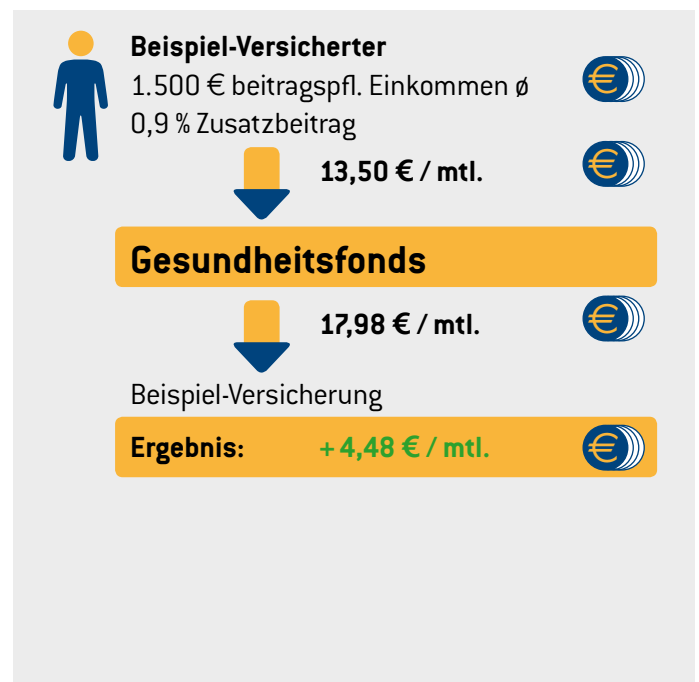 Beispiel-Versicherter
1.500 € beitragspfl. Einkommen ø
0,9 % Zusatzbeitrag
13,50 € / mtl.
Gesundheitsfonds
17,98 € / mtl.
Beispiel-Versicherung
Ergebnis: + 4,48 € / mtl.